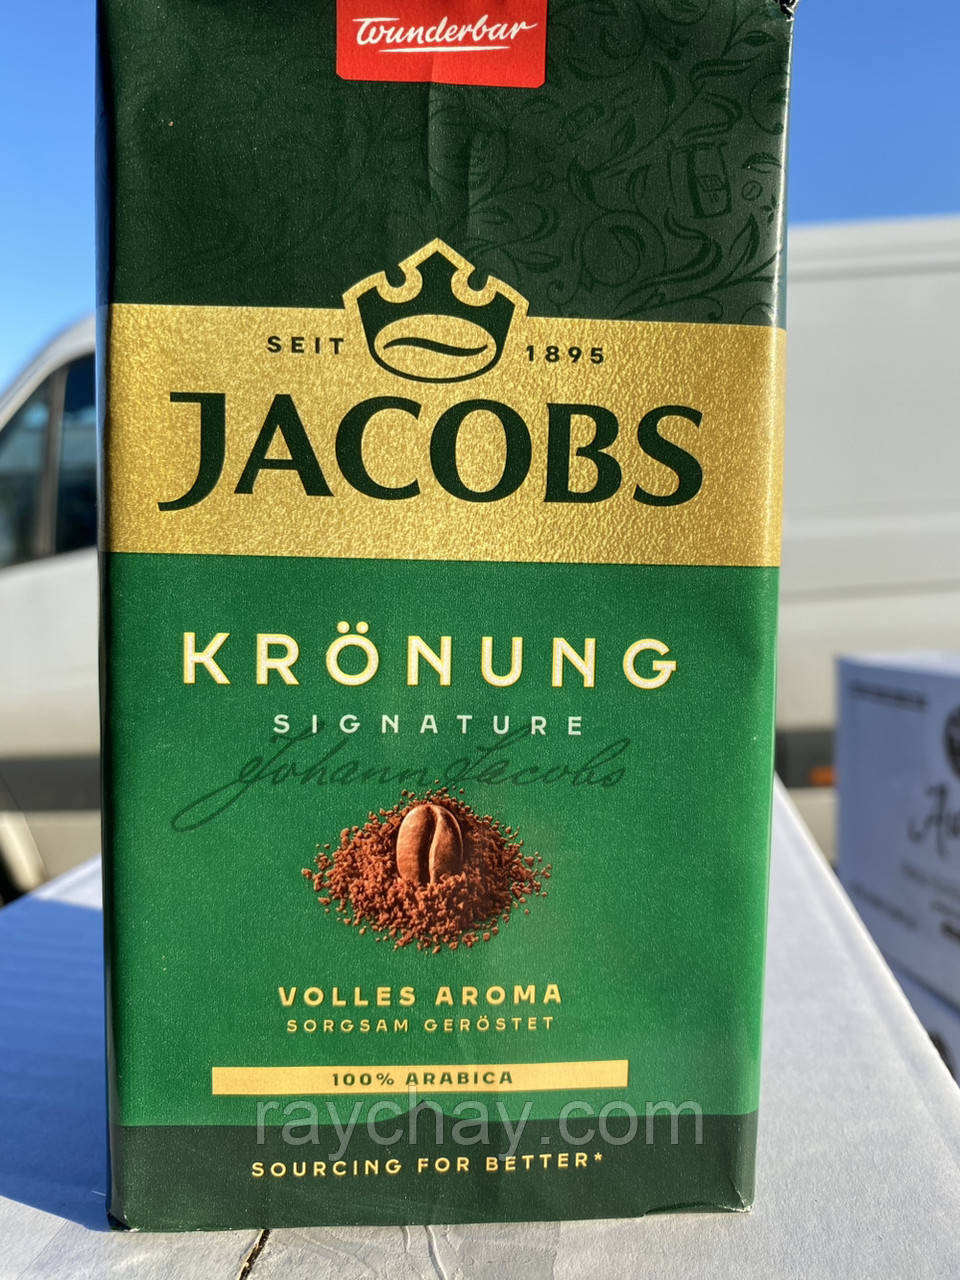 Wunderbar
SEIT 1895
JACOBS
KRÖNUNG
SIGNATURE
Johann Jacobs
VOLLES AROMA
SORGSAM GERÖSTET
100% ARABICA
raychay.com
SOURCING FOR BETTER*